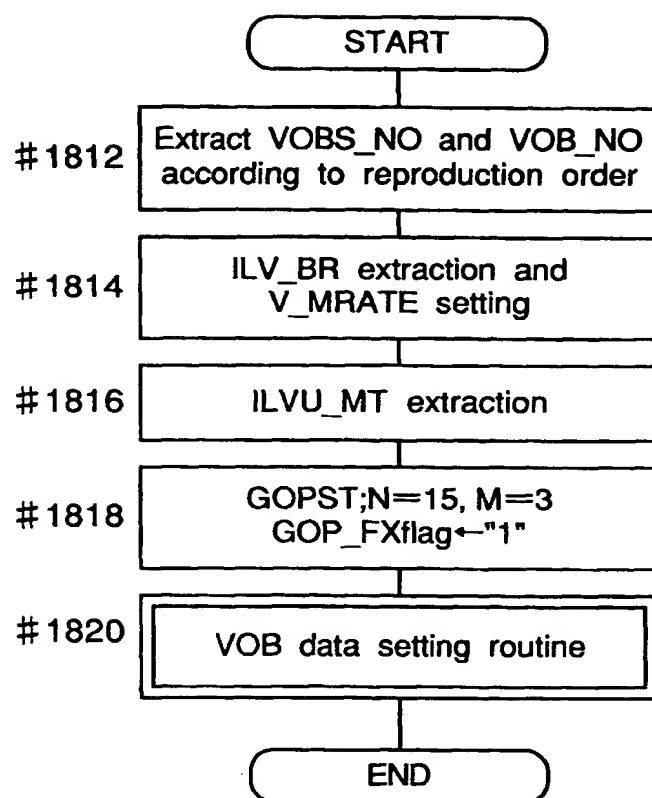 START
#1812
Extract VOBS_NO and VOB_NO
according to reproduction order
#1814
ILV_BR extraction and
V_MRATE setting
#1816
ILVU_MT extraction
#1818
GOPST;N=15, M=3
GOP_FXflag←"1"
#1820
VOB data setting routine
END